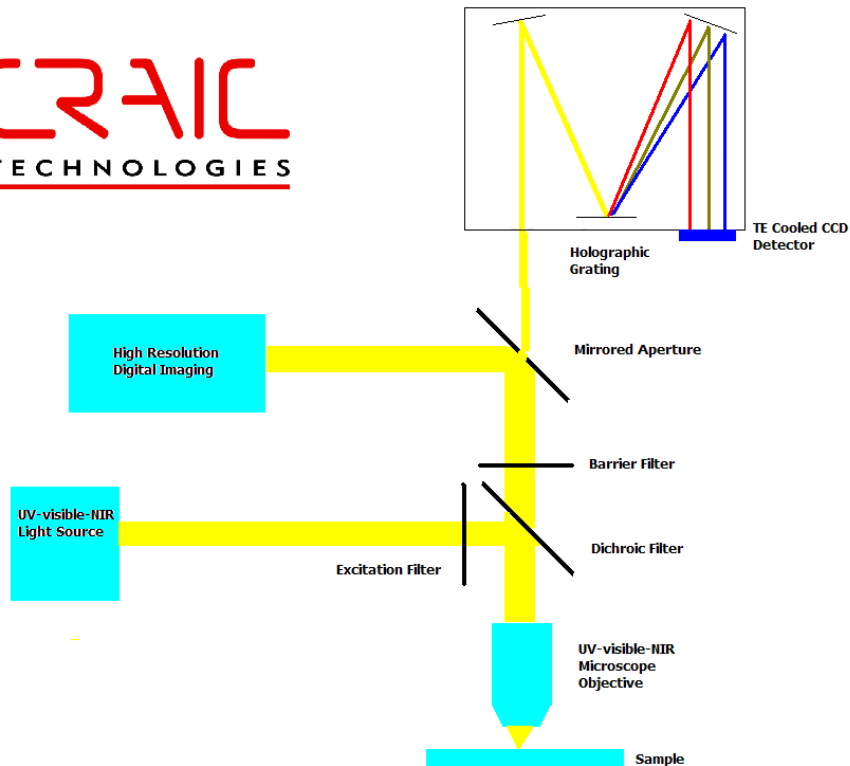 CRAIC
TECHNOLOGIES
TE Cooled CCD
Detector
Holographic
Grating
Mirrored Aperture
High Resolution
Digital Imaging
Barrier Filter
UV-visible-NIR
Light Source
Dichroic Filter
Excitation Filter
UV-visible-NIR
Microscope
Objective
Sample